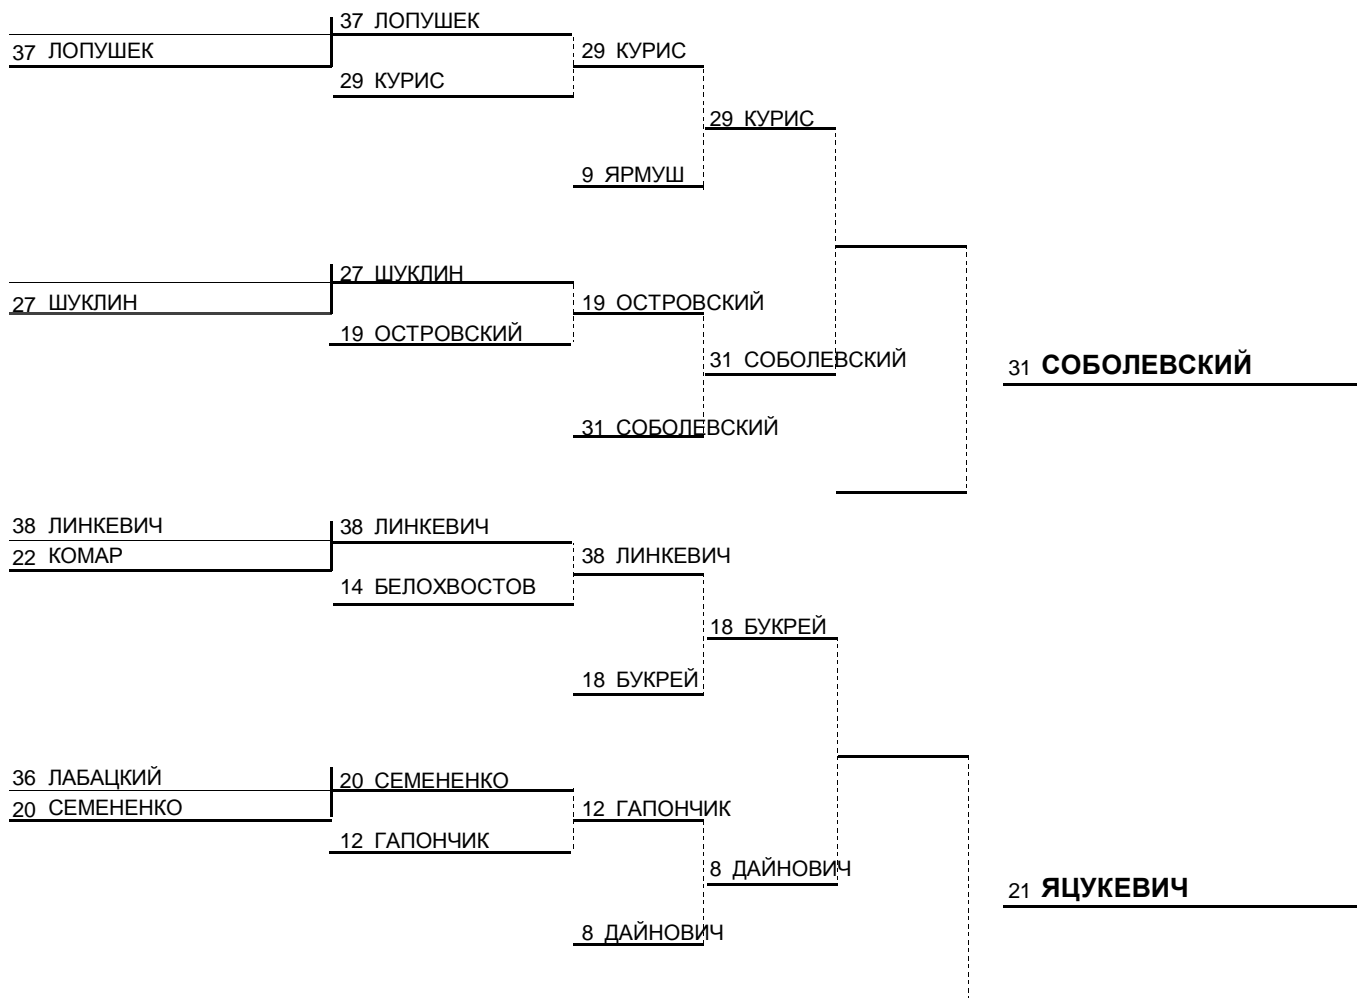 37 ЛОПУШЕК
37 ЛОПУШЕК
29 КУРИС
29 КУРИС
29 КУРИС
9 ЯРМУШ
27 ШУКЛИН
27 ШУКЛИН
19 ОСТРОВСКИЙ
19 ОСТРОВСКИЙ
31 СОБОЛЕВСКИЙ
31 СОБОЛЕВСКИЙ
31 СОБОЛЕВСКИЙ
38 ЛИНКЕВИЧ
38 ЛИНКЕВИЧ
22 КОМАР
38 ЛИНКЕВИЧ
14 БЕЛОХВОСТОВ
18 БУКРЕЙ
18 БУКРЕЙ
36 ЛАБАЦКИЙ
20 СЕМЕНЕНКО
20 СЕМЕНЕНКО
12 ГАПОНЧИК
12 ГАПОНЧИК
8 ДАЙНОВИЧ
21 ЯЦУКЕВИЧ
8 ДАЙНОВИЧ